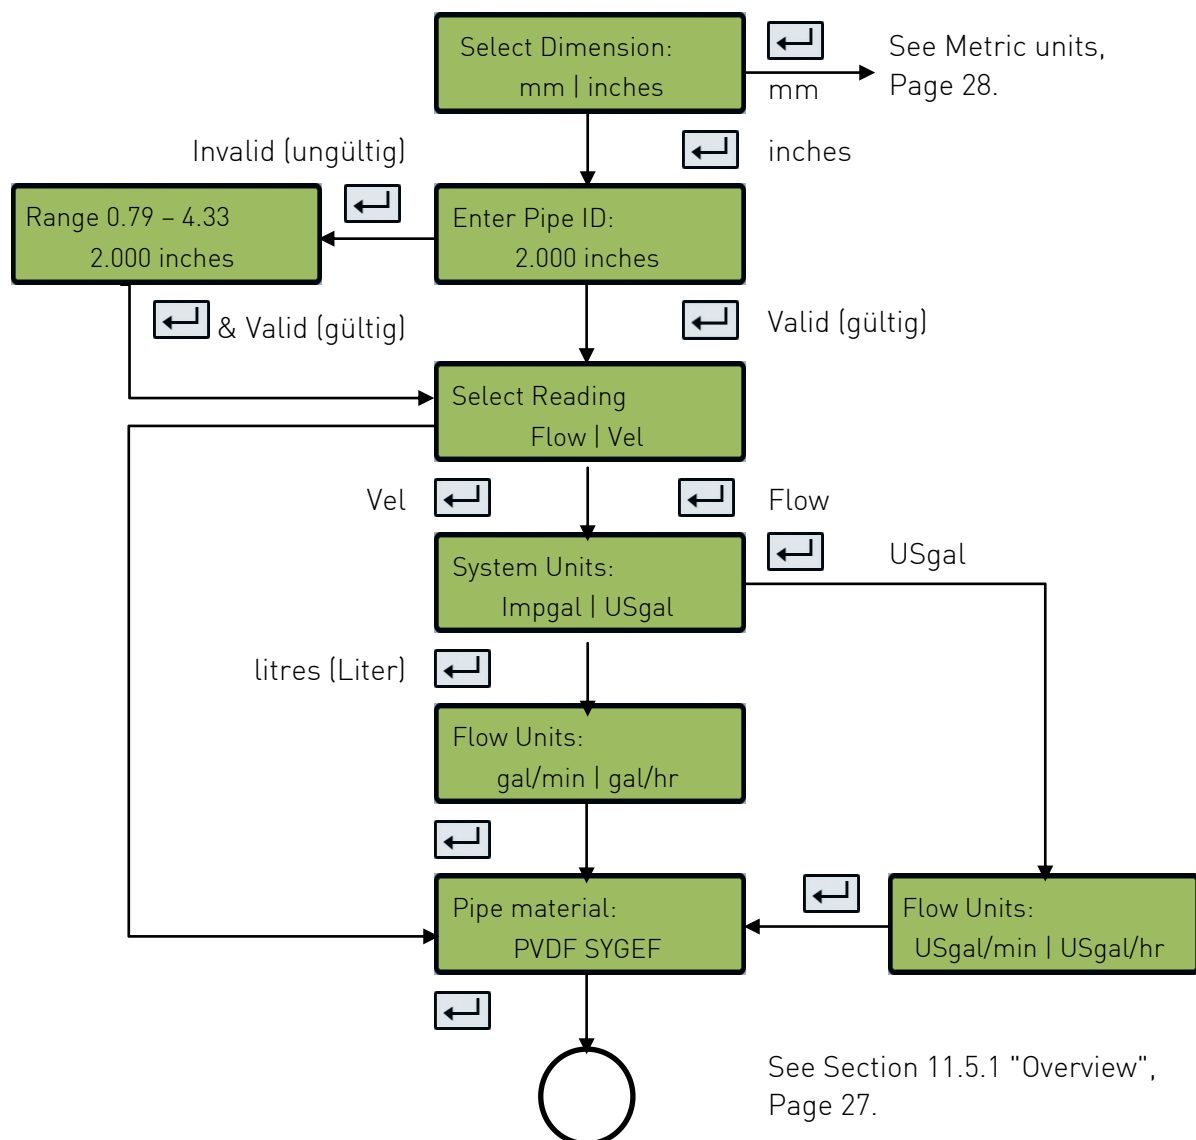 Select Dimension:
mm | inches
mm
See Metric units,
Page 28.
inches
Invalid (ungültig)
Range 0.79 – 4.33
2.000 inches
Enter Pipe ID:
2.000 inches
& Valid (gültig)
Valid (gültig)
Select Reading
Flow | Vel
Vel
Flow
System Units:
Impgal | USgal
USgal
litres (Liter)
Flow Units:
gal/min | gal/hr
Pipe material:
PVDF SYGEF
Flow Units:
USgal/min | USgal/hr
See Section 11.5.1 "Overview",
Page 27.